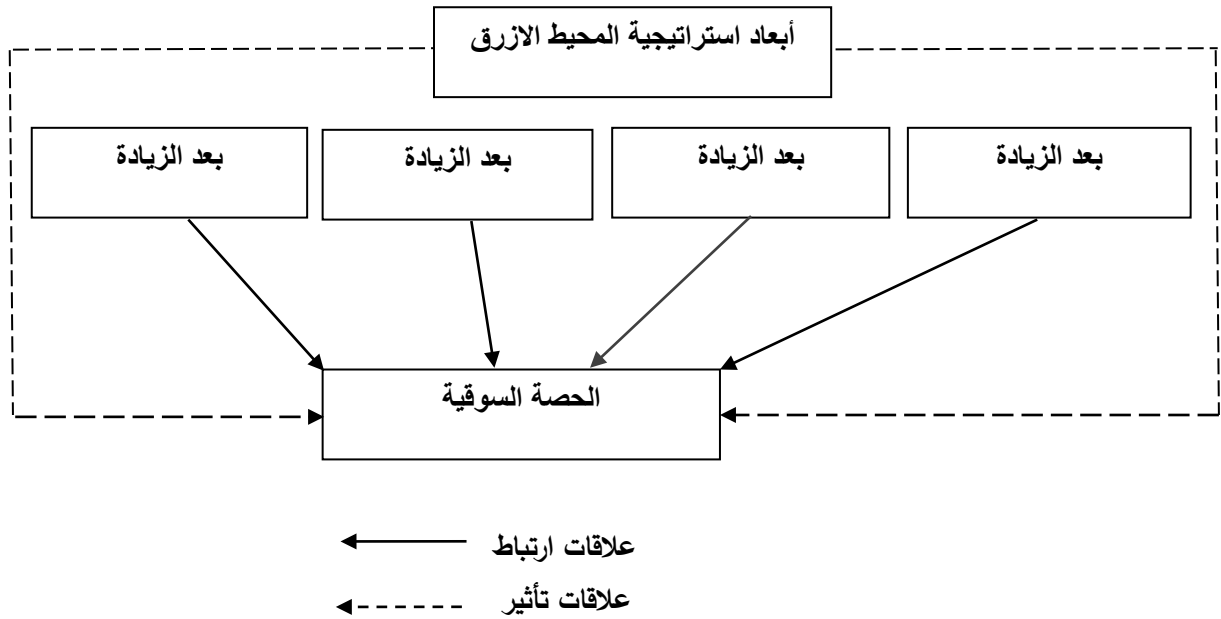 أبعاد استراتيجية المحيط الازرق
بعد الزيادة
بعد الزيادة
بعد الزيادة
بعد الزيادة
الحصة السوقية
علاقات ارتباط
علاقات تأثير